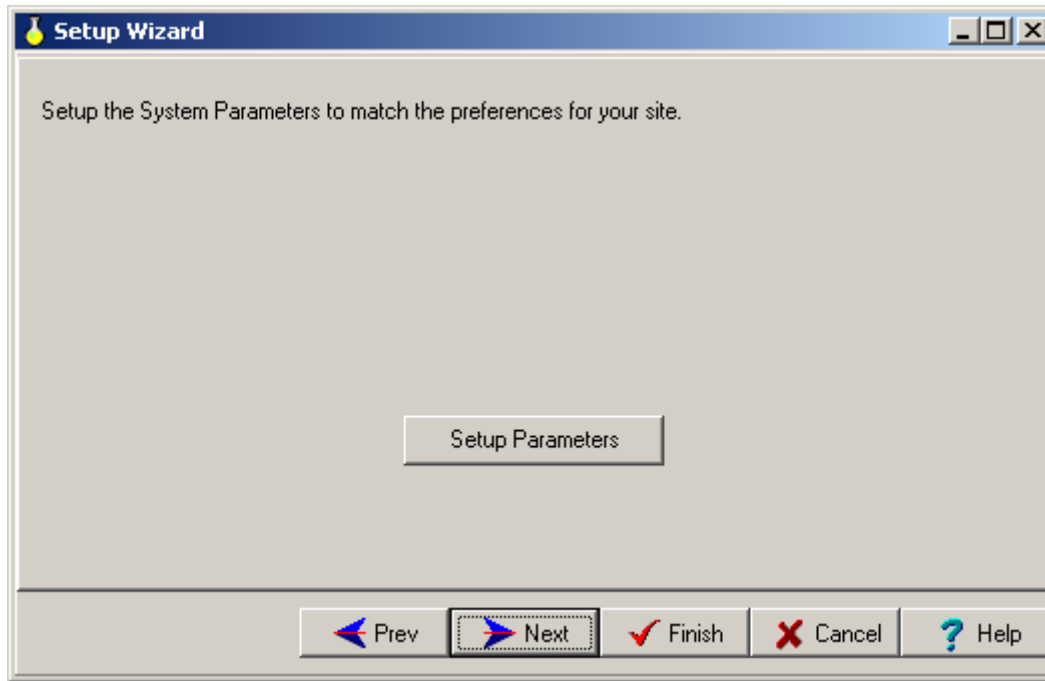 Setup Wizard
Setup the System Parameters to match the preferences for your site.
Setup Parameters
Prev Next Finish Cancel Help